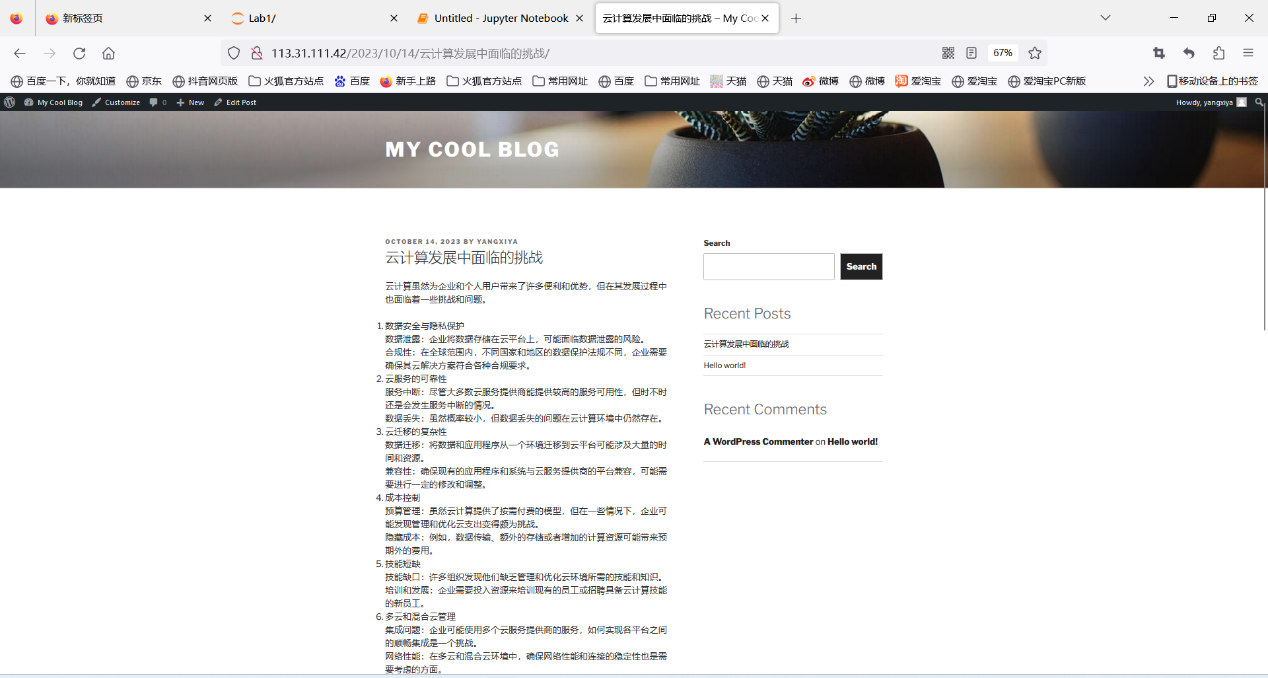 新标签页
Lab1/
Untitled - Jupyter Notebook
云计算发展中面临的挑战 – My Coo
113.31.111.42/2023/10/14/云计算发展中面临的挑战/
67%
百度一下,你就知道 京东 抖音网页版 火狐官方站点 百度 新手上路 火狐官方站点 常用网址 百度 常用网址 天猫 天猫 微博 微博 爱淘宝 爱淘宝 爱淘宝PC新版 移动设备上的书签
My Cool Blog Customize 0 New Edit Post Howdy, yangxiya
MY COOL BLOG
OCTOBER 14, 2023 BY YANGXIYA
云计算发展中面临的挑战
云计算虽然为企业和个人用户带来了许多便利和优势,但在其发展过程中
也面临着一些挑战和问题。
1. 数据安全与隐私保护
数据泄露:企业将数据存储在云平台上,可能面临数据泄露的风险。
合规性:在全球范围内,不同国家和地区的数据保护法规不同,企业需要
确保其云解决方案符合各种合规要求。
2. 云服务的可靠性
服务中断:尽管大多数云服务提供商能提供较高的服务可用性,但时不时
还是会发生服务中断的情况。
数据丢失:虽然概率较小,但数据丢失的问题在云计算环境中仍然存在。
3. 云迁移的复杂性
数据迁移:将数据和应用程序从一个环境迁移到云平台可能涉及大量的时
间和资源。
兼容性:确保现有的应用程序和系统与云服务提供商的平台兼容,可能需
要进行一定的修改和调整。
4. 成本控制
预算管理:虽然云计算提供了按需付费的模型,但在一些情况下,企业可
能发现管理和优化云支出变得颇为挑战。
隐藏成本:例如,数据传输、额外的存储或者增加的计算资源可能带来预
期外的费用。
5. 技能短缺
技能缺口:许多组织发现他们缺乏管理和优化云环境所需的技能和知识。
培训和发展:企业需要投入资源来培训现有的员工或招聘具备云计算技能
的新员工。
6. 多云和混合云管理
集成问题:企业可能使用多个云服务提供商的服务,如何实现各平台之间
的顺畅集成是一个挑战。
网络性能:在多云和混合云环境中,确保网络性能和连接的稳定性也是需
要考虑的方面。
Search
Search
Recent Posts
云计算发展中面临的挑战
Hello world!
Recent Comments
A WordPress Commenter on Hello world!